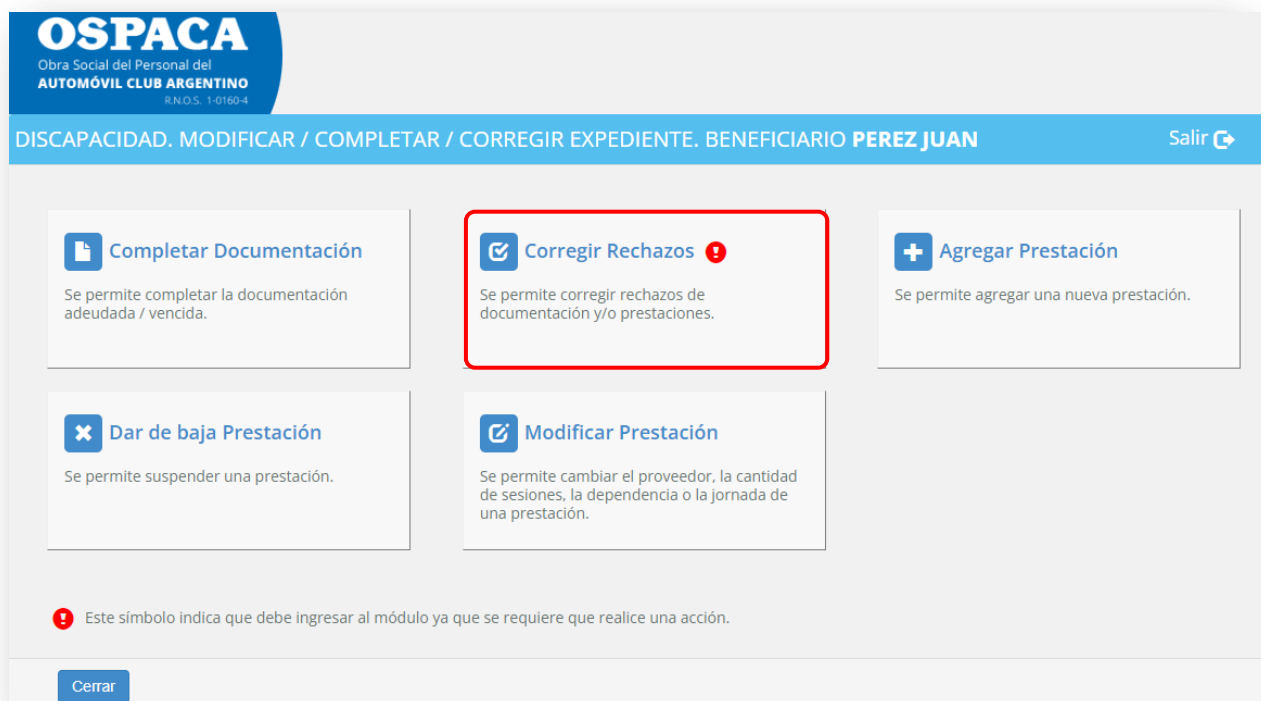 OSPACA
Obra Social del Personal del
AUTOMÓVIL CLUB ARGENTINO
R.N.O.S. 1-0160-4
DISCAPACIDAD. MODIFICAR / COMPLETAR / CORREGIR EXPEDIENTE. BENEFICIARIO PEREZ JUAN
Salir
Completar Documentación
Se permite completar la documentación
adeudada / vencida.
Corregir Rechazos
Se permite corregir rechazos de
documentación y/o prestaciones.
Agregar Prestación
Se permite agregar una nueva prestación.
Dar de baja Prestación
Se permite suspender una prestación.
Modificar Prestación
Se permite cambiar el proveedor, la cantidad
de sesiones, la dependencia o la jornada de
una prestación.
Este símbolo indica que debe ingresar al módulo ya que se requiere que realice una acción.
Cerrar